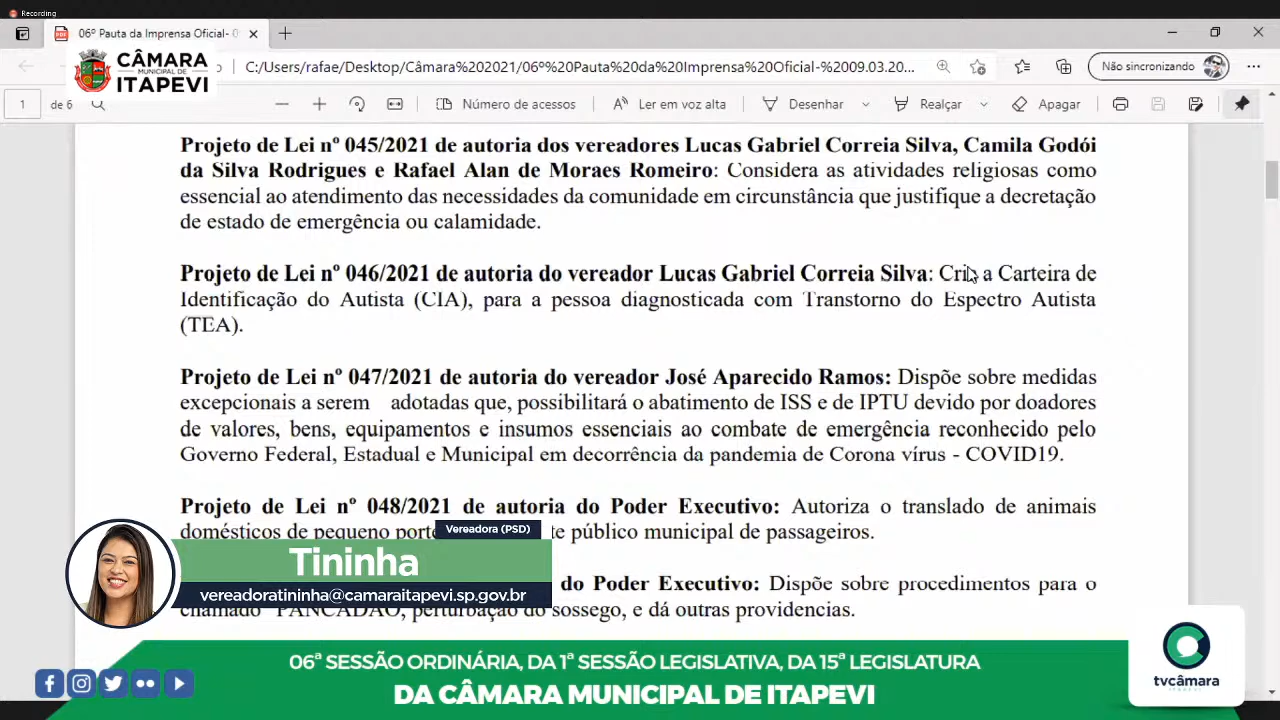 Recording
06º Pauta da Imprensa Oficial- 0
CÂMARA
MUNICIPAL DE
ITAPEVI
C:/Users/rafae/Desktop/Câmara%202021/06º%20Pauta%20da%20Imprensa%20Oficial-%2009.03.20...
Não sincronizando
1 de 6
Número de acessos
Ler em voz alta
Desenhar
Realçar
Apagar
Projeto de Lei nº 045/2021 de autoria dos vereadores Lucas Gabriel Correia Silva, Camila Godói
da Silva Rodrigues e Rafael Alan de Moraes Romeiro: Considera as atividades religiosas como
essencial ao atendimento das necessidades da comunidade em circunstância que justifique a decretação
de estado de emergência ou calamidade.
Projeto de Lei nº 046/2021 de autoria do vereador Lucas Gabriel Correia Silva: Cria a Carteira de
Identificação do Autista (CIA), para a pessoa diagnosticada com Transtorno do Espectro Autista
(TEA).
Projeto de Lei nº 047/2021 de autoria do vereador José Aparecido Ramos: Dispõe sobre medidas
excepcionais a serem adotadas que, possibilitará o abatimento de ISS e de IPTU devido por doadores
de valores, bens, equipamentos e insumos essenciais ao combate de emergência reconhecido pelo
Governo Federal, Estadual e Municipal em decorrência da pandemia de Corona vírus - COVID19.
Projeto de Lei nº 048/2021 de autoria do Poder Executivo: Autoriza o translado de animais
domésticos de pequeno porte te público municipal de passageiros.
do Poder Executivo: Dispõe sobre procedimentos para o
chamado "PANCADÃO, perturbação do sossego, e dá outras providencias.
Vereadora (PSD)
Tininha
vereadoratininha@camaraitapevi.sp.gov.br
06ª SESSÃO ORDINÁRIA, DA 1ª SESSÃO LEGISLATIVA, DA 15ª LEGISLATURA
DA CÂMARA MUNICIPAL DE ITAPEVI
tvcâmara
ITAPEVI